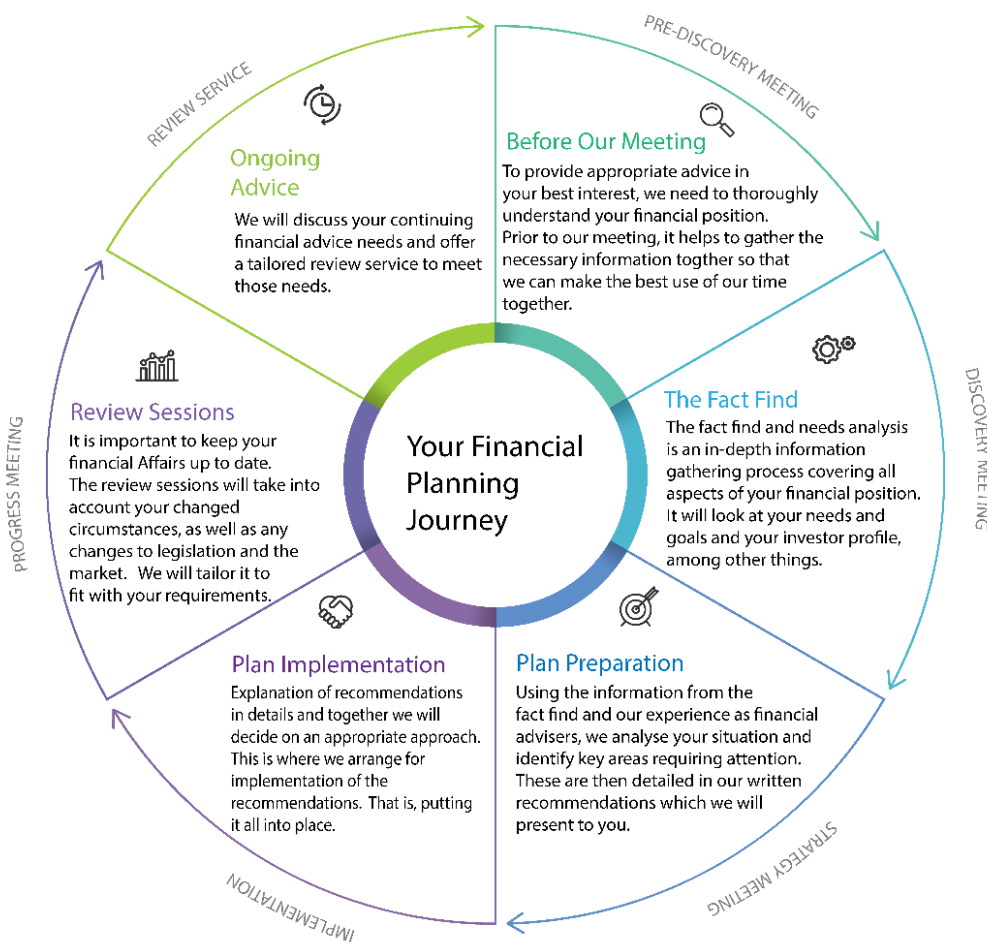 Your Financial
Planning
Journey
PRE-DISCOVERY MEETING
Before Our Meeting
To provide appropriate advice in
your best interest, we need to thoroughly
understand your financial position.
Prior to our meeting, it helps to gather the
necessary information togther so that
we can make the best use of our time
together.
DISCOVERY MEETING
The Fact Find
The fact find and needs analysis
is an in-depth information
gathering process covering all
aspects of your financial position.
It will look at your needs and
goals and your investor profile,
among other things.
STRATEGY MEETING
Plan Preparation
Using the information from the
fact find and our experience as financial
advisers, we analyse your situation and
identify key areas requiring attention.
These are then detailed in our written
recommendations which we will
present to you.
IMPLEMENTATION
Plan Implementation
Explanation of recommendations
in details and together we will
decide on an appropriate approach.
This is where we arrange for
implementation of the
recommendations. That is, putting
it all into place.
PROGRESS MEETING
Review Sessions
It is important to keep your
financial Affairs up to date.
The review sessions will take into
account your changed
circumstances, as well as any
changes to legislation and the
market. We will tailor it to
fit with your requirements.
REVIEW SERVICE
Ongoing
Advice
We will discuss your continuing
financial advice needs and offer
a tailored review service to meet
those needs.